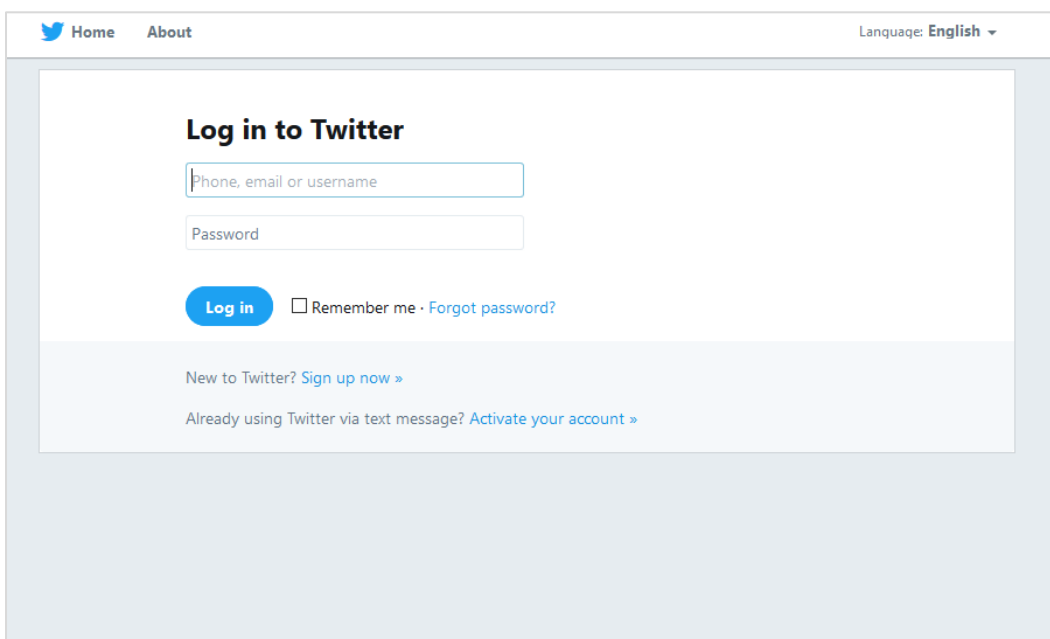 Home About Language: English
Log in to Twitter
Phone, email or username
Password
Log in Remember me · Forgot password?
New to Twitter? Sign up now »
Already using Twitter via text message? Activate your account »